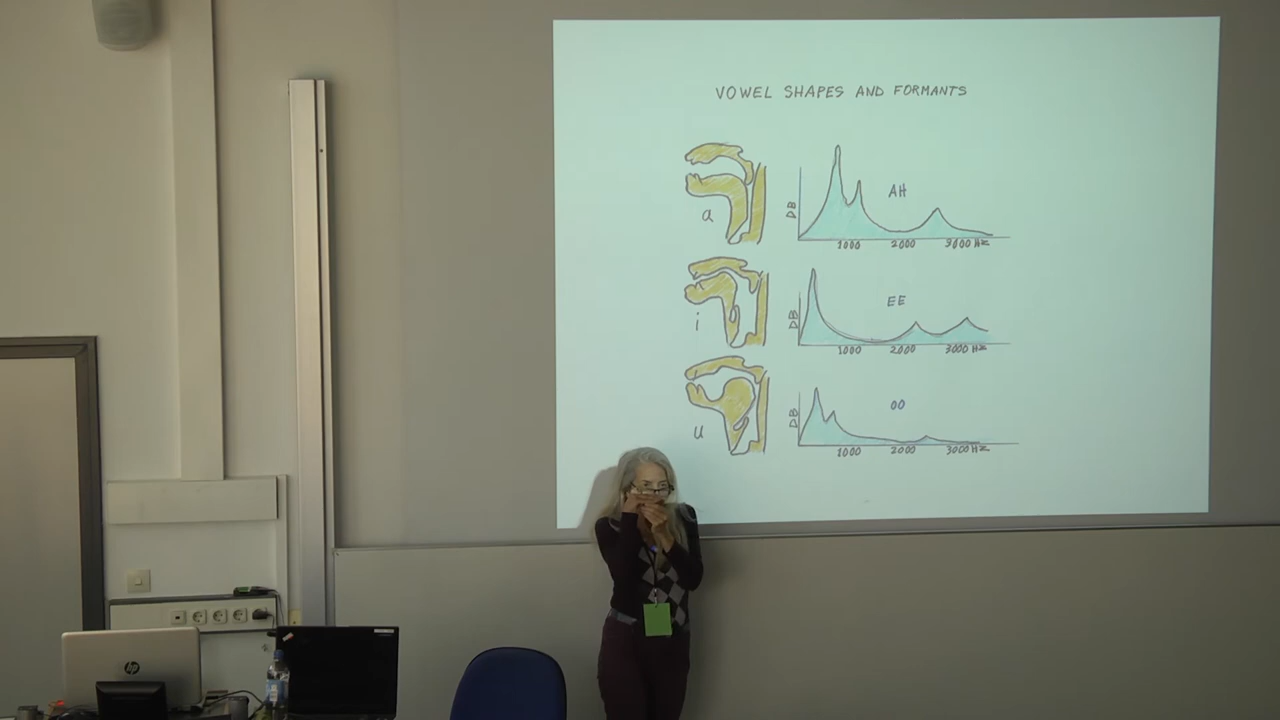 VOWEL SHAPES AND FORMANTS
a
DB
AH
1000 2000 3000 HZ
i
DB
EE
1000 2000 3000 HZ
u
DB
OO
1000 2000 3000 HZ
hp